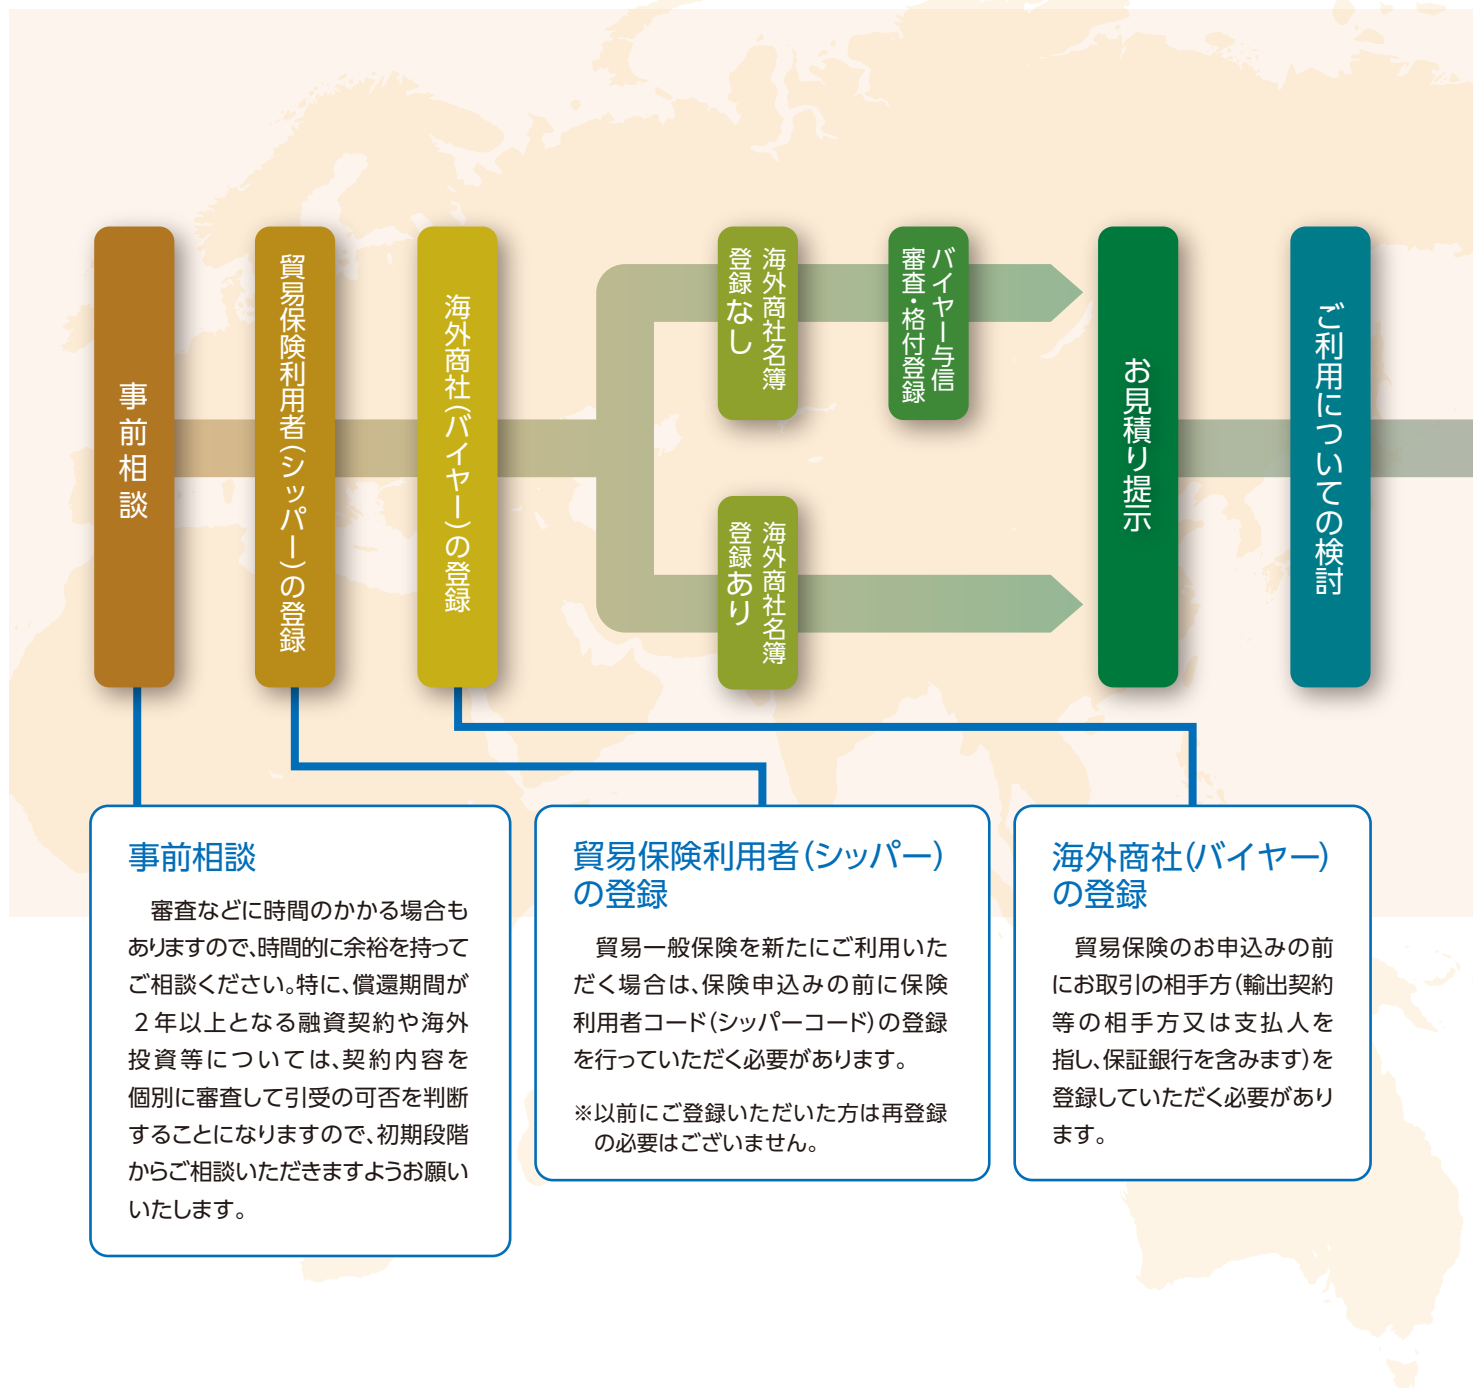 事前相談
貿易保険利用者(シッパー)の登録
海外商社(バイヤー)の登録
海外商社名簿
登録なし
バイヤー与信
審査・格付登録
海外商社名簿
登録あり
お見積り提示
ご利用についての検討
事前相談
審査などに時間のかかる場合も
ありますので、時間的に余裕を持って
ご相談ください。特に、償還期間が
2年以上となる融資契約や海外
投資等については、契約内容を
個別に審査して引受の可否を判断
することになりますので、初期段階
からご相談いただきますようお願い
いたします。
貿易保険利用者(シッパー)
の登録
貿易一般保険を新たにご利用いた
だく場合は、保険申込みの前に保険
利用者コード(シッパーコード)の登録
を行っていただく必要があります。
※以前にご登録いただいた方は再登録
の必要はございません。
海外商社(バイヤー)
の登録
貿易保険のお申込みの前
にお取引の相手方(輸出契約
等の相手方又は支払人を
指し、保証銀行を含みます)を
登録していただく必要があり
ます。